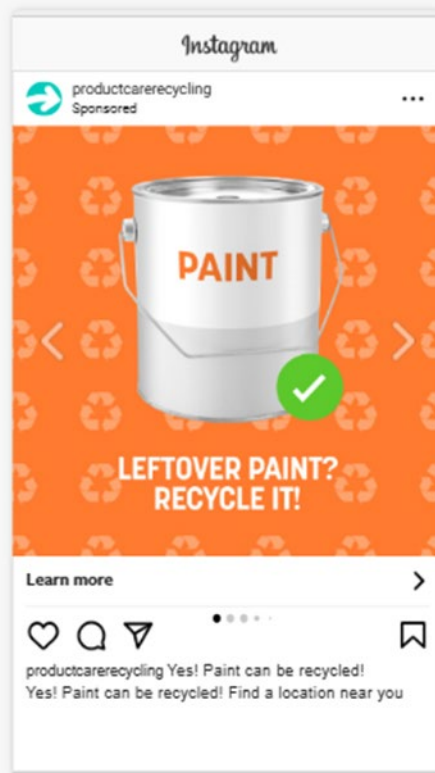 Instagram
productcarerecycling
Sponsored
PAINT
LEFTOVER PAINT?
RECYCLE IT!
Learn more
productcarerecycling Yes! Paint can be recycled!
Yes! Paint can be recycled! Find a location near you